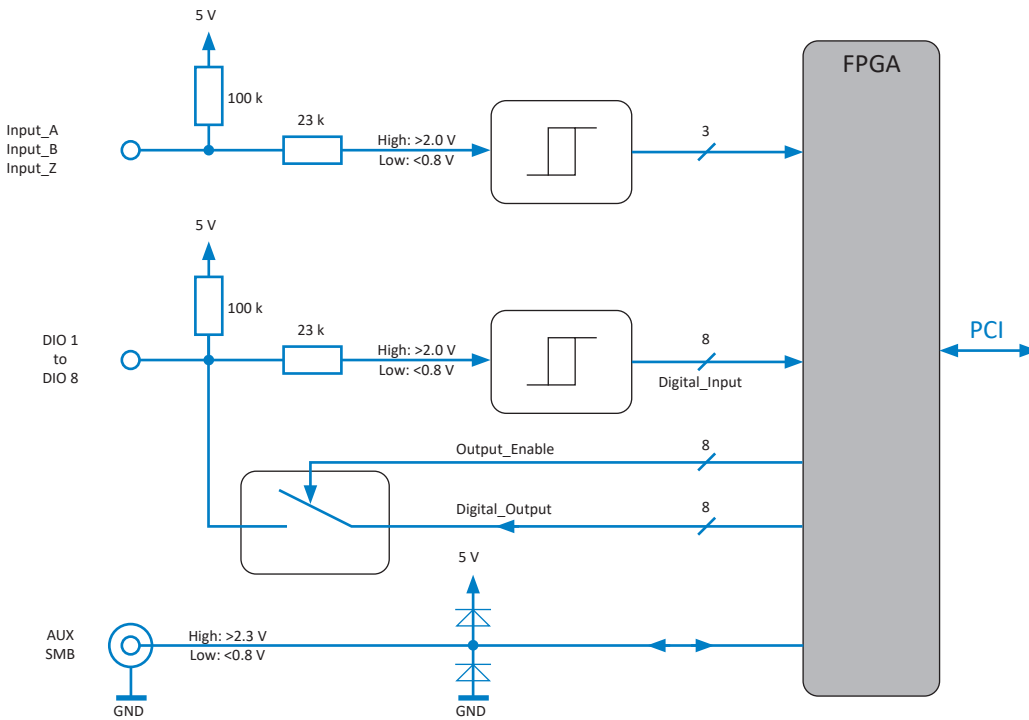 5 V
FPGA
100 k
Input_A
Input_B
Input_Z
23 k
High: >2.0 V
Low: <0.8 V
3
5 V
100 k
DIO 1
to
DIO 8
23 k
High: >2.0 V
Low: <0.8 V
8
Digital_Input
PCI
Output_Enable
8
Digital_Output
8
5 V
AUX
SMB
High: >2.3 V
Low: <0.8 V
GND
GND